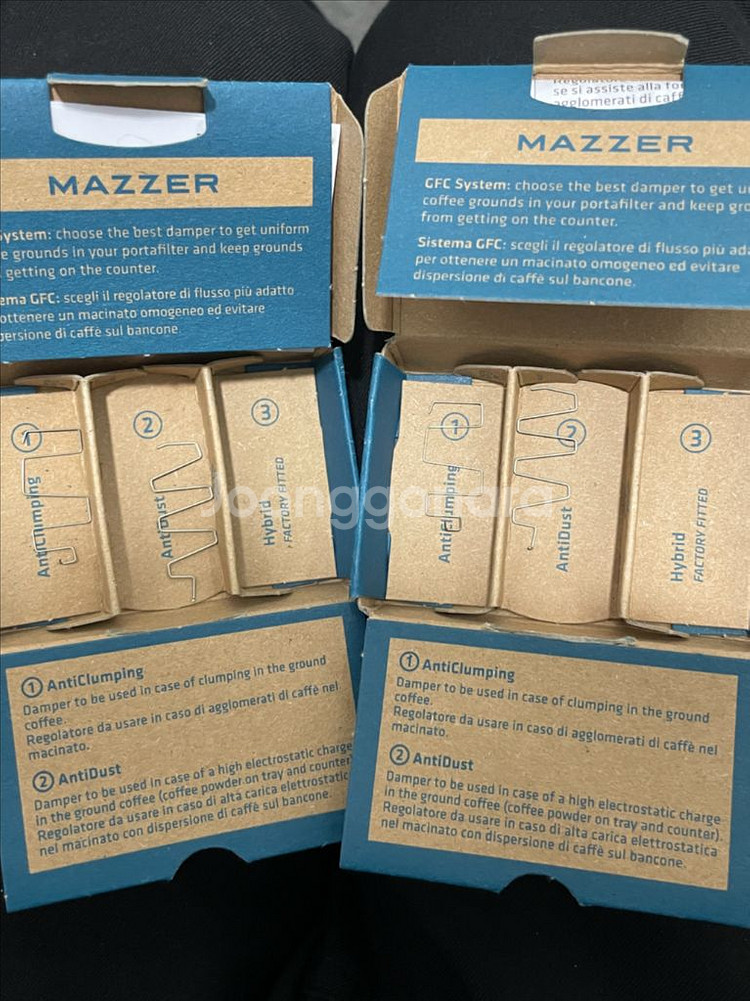 MAZZER
System: choose the best damper to get uniform
grounds in your portafilter and keep grounds
getting on the counter.
GFC: scegli il regolatore di flusso più adatto
ottenere un macinato omogeneo ed evitare
di caffè sul bancone.
1
AntiClumping
2
AntiDust
3
Hybrid
FACTORY FITTED
1 AntiClumping
Damper to be used in case of clumping in the ground
coffee.
Regolatore da usare in caso di agglomerati di caffè nel
macinato.
2 AntiDust
Damper to be used in case of a high electrostatic charge
in the ground coffee (coffee powder on tray and counter
Regolatore da usare in caso di alta carica elettrostatic
nel macinato con dispersione di caffè sul bancone.
se si assiste alla
agglomerati di caff
MAZZER
GFC System: choose the best damper to get
coffee grounds in your portafilter and keep
from getting on the counter.
Sistema GFC: scegli il regolatore di flusso più
per ottenere un macinato omogeneo ed evitare
dispersione di caffè sul bancone.
1
AntiClumping
2
AntiDust
3
Hybrid
FACTORY FITTED
1 AntiClumping
Damper to be used in case of clumping in the ground
coffee.
Regolatore da usare in caso di agglomerati di caffè nel
macinato.
2 AntiDust
Damper to be used in case of a high electrostatic charge
in the ground coffee (coffee powder on tray and counter).
Regolatore da usare in caso di alta carica elettrostatica
nel macinato con dispersione di caffè sul bancone.
Joonggonara